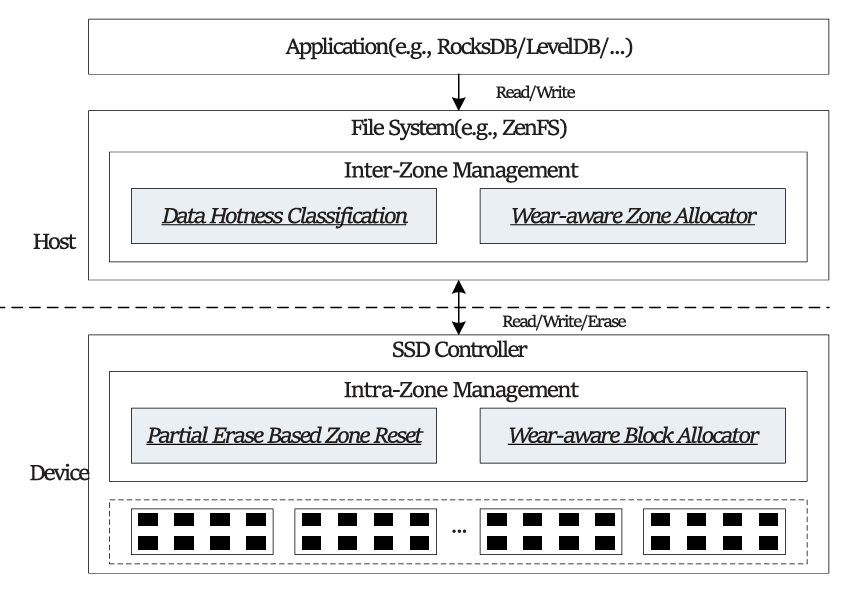 Application(e.g., RocksDB/LevelDB/...)
Read/Write
File System(e.g., ZenFS)
Inter-Zone Management
Data Hotness Classification
Wear-aware Zone Allocator
Host
Read/Write/Erase
SSD Controller
Intra-Zone Management
Partial Erase Based Zone Reset
Wear-aware Block Allocator
Device
...